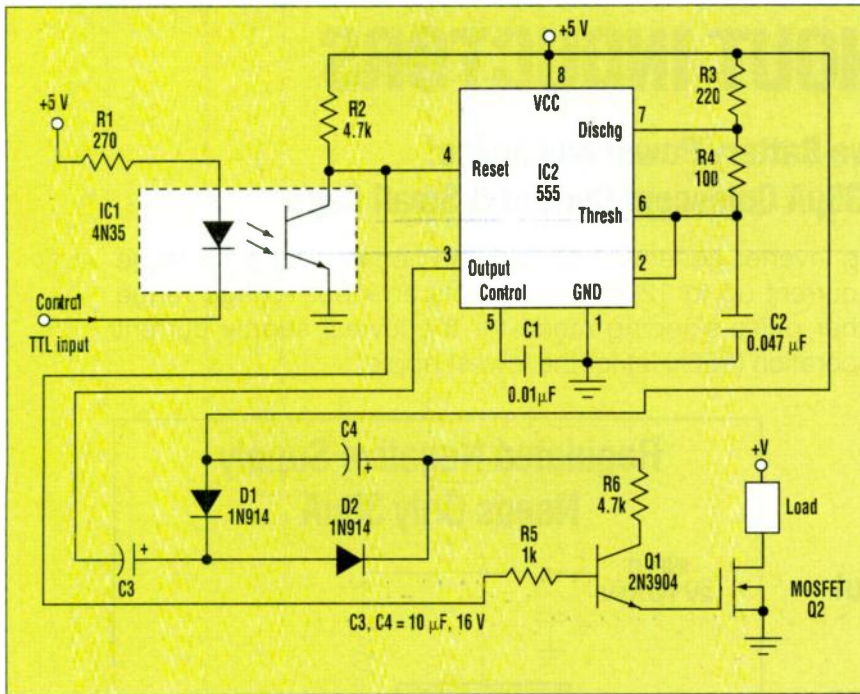 +5 V
8
VCC
+5 V
R1
270
R2
4.7k
R3
220
7
Dischg
4
Reset
IC2
555
R4
100
IC1
4N35
6
Thresh
3
Output
2
Control
GND
5
1
Control
TTL input
C1
0.01µF
C2
0.047 µF
C4
+
D1
1N914
D2
1N914
+
C3
R6
4.7k
R5
1k
Q1
2N3904
+V
Load
MOSFET
Q2
C3, C4 = 10 µF, 16 V